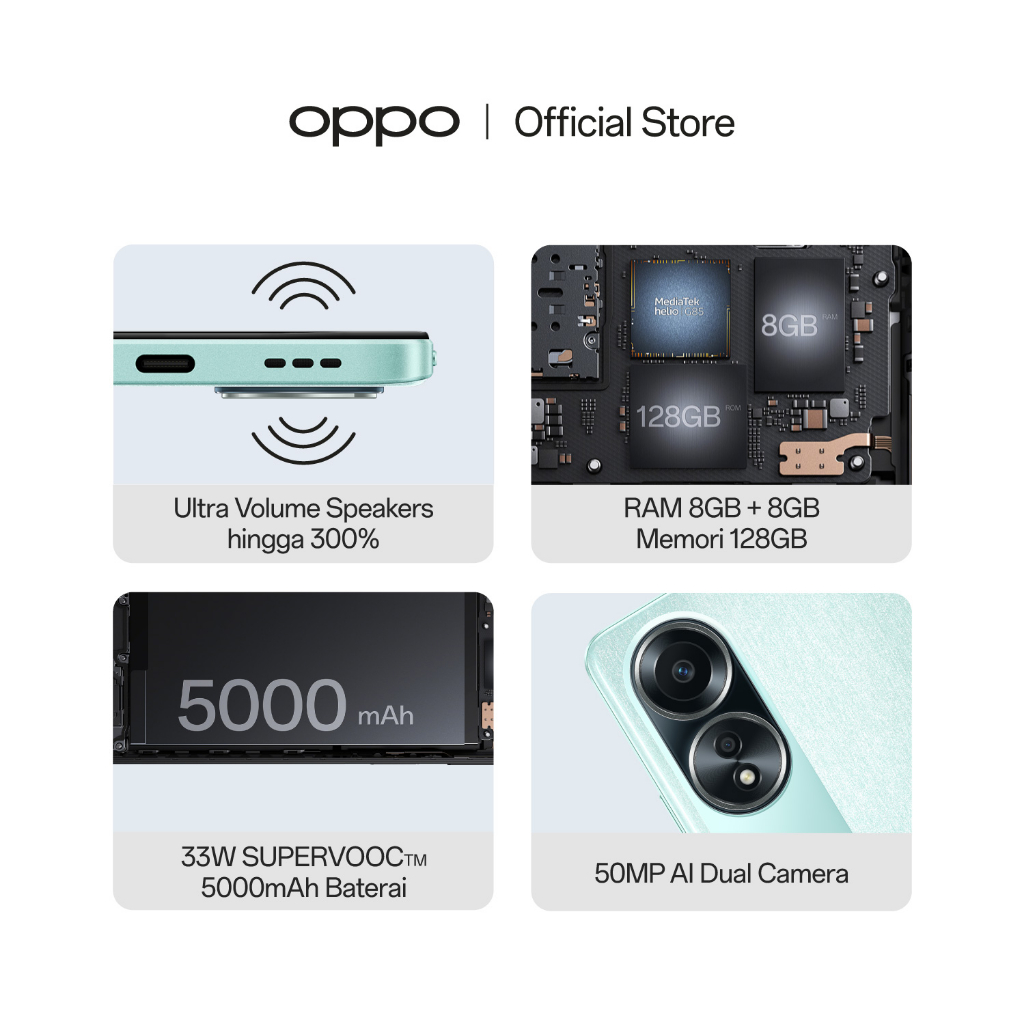 oppo | Official Store
Ultra Volume Speakers
hingga 300%
MediaTek
helio G85
8GB RAM
128GB ROM
RAM 8GB + 8GB
Memori 128GB
5000 mAh
33W SUPERVOOC™
5000mAh Baterai
50MP AI Dual Camera